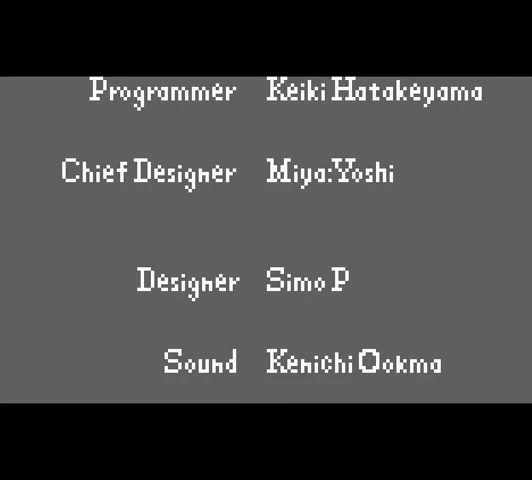 Programmer Keiki Hatakeyama
Chief Designer Miya:Yoshi
Designer Simo P
Sound Kenichi Ookma